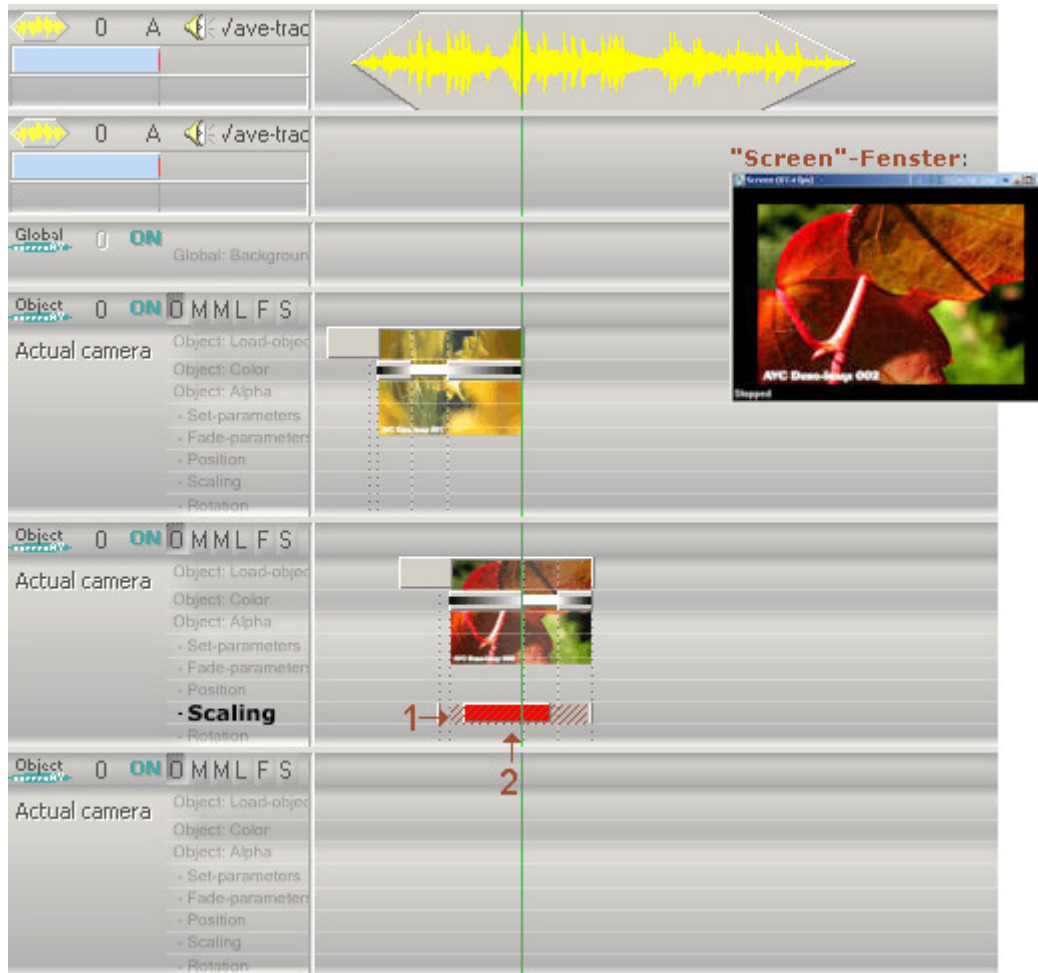 0 A √ave-trac
0 A √ave-trac
"Screen"-Fenster:
Screen
AVC Demo-Image 002
Stopped
Global 0 ON
Global: Backgroun
Object 0 ON O M M L F S
Actual camera
Object: Load-objec
Object: Color
Object: Alpha
- Set-parameters
- Fade-parameters
- Position
- Scaling
- Rotation
Object 0 ON O M M L F S
Actual camera
Object: Load-objec
Object: Color
Object: Alpha
- Set-parameters
- Fade-parameters
- Position
- Scaling
1
- Rotation
2
Object 0 ON O M M L F S
Actual camera
Object: Load-objec
Object: Color
Object: Alpha
- Set-parameters
- Fade-parameters
- Position
- Scaling
- Rotation